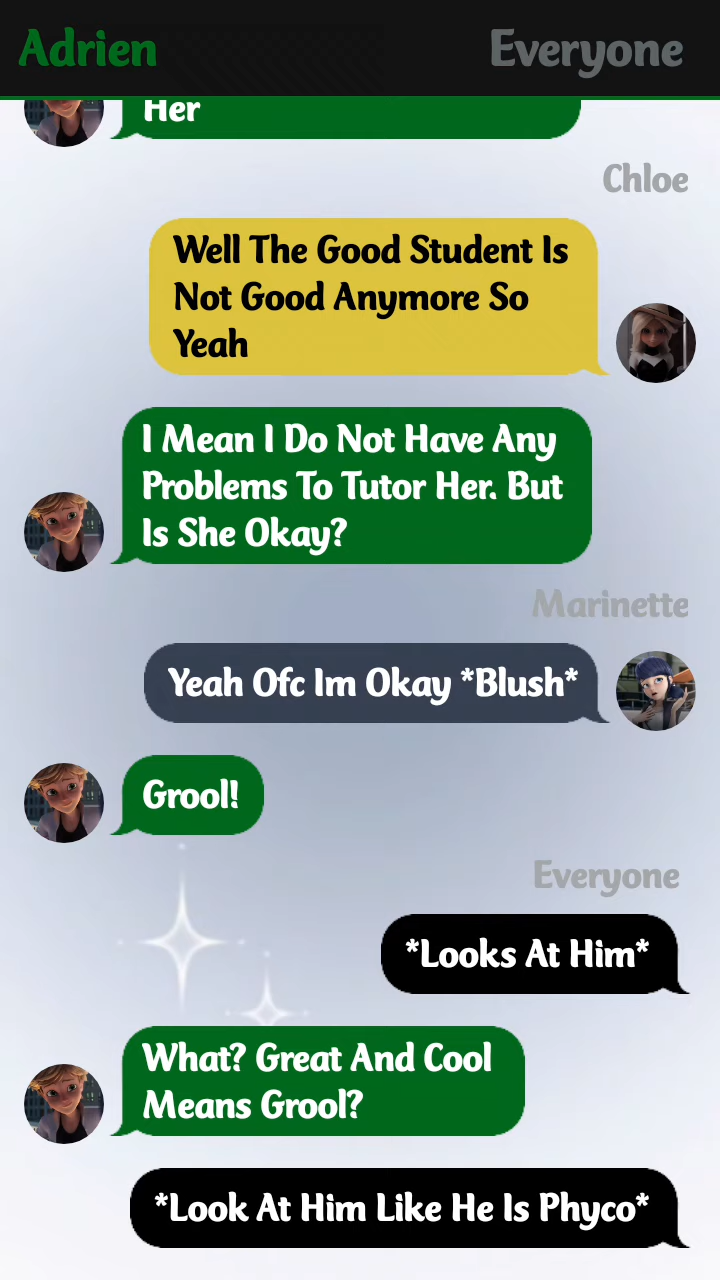 Adrien
Everyone
Her
Chloe
Well The Good Student Is
Not Good Anymore So
Yeah
I Mean I Do Not Have Any
Problems To Tutor Her. But
Is She Okay?
Marinette
Yeah Ofc Im Okay *Blush*
Grool!
Everyone
*Looks At Him*
What? Great And Cool
Means Grool?
*Look At Him Like He Is Phyco*